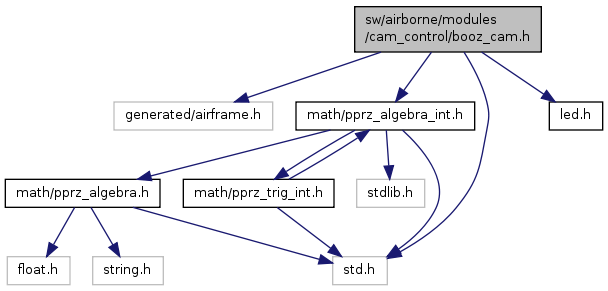 sw/airborne/modules
/cam_control/booz_cam.h
generated/airframe.h
math/pprz_algebra_int.h
led.h
math/pprz_algebra.h
math/pprz_trig_int.h
stdlib.h
float.h
string.h
std.h